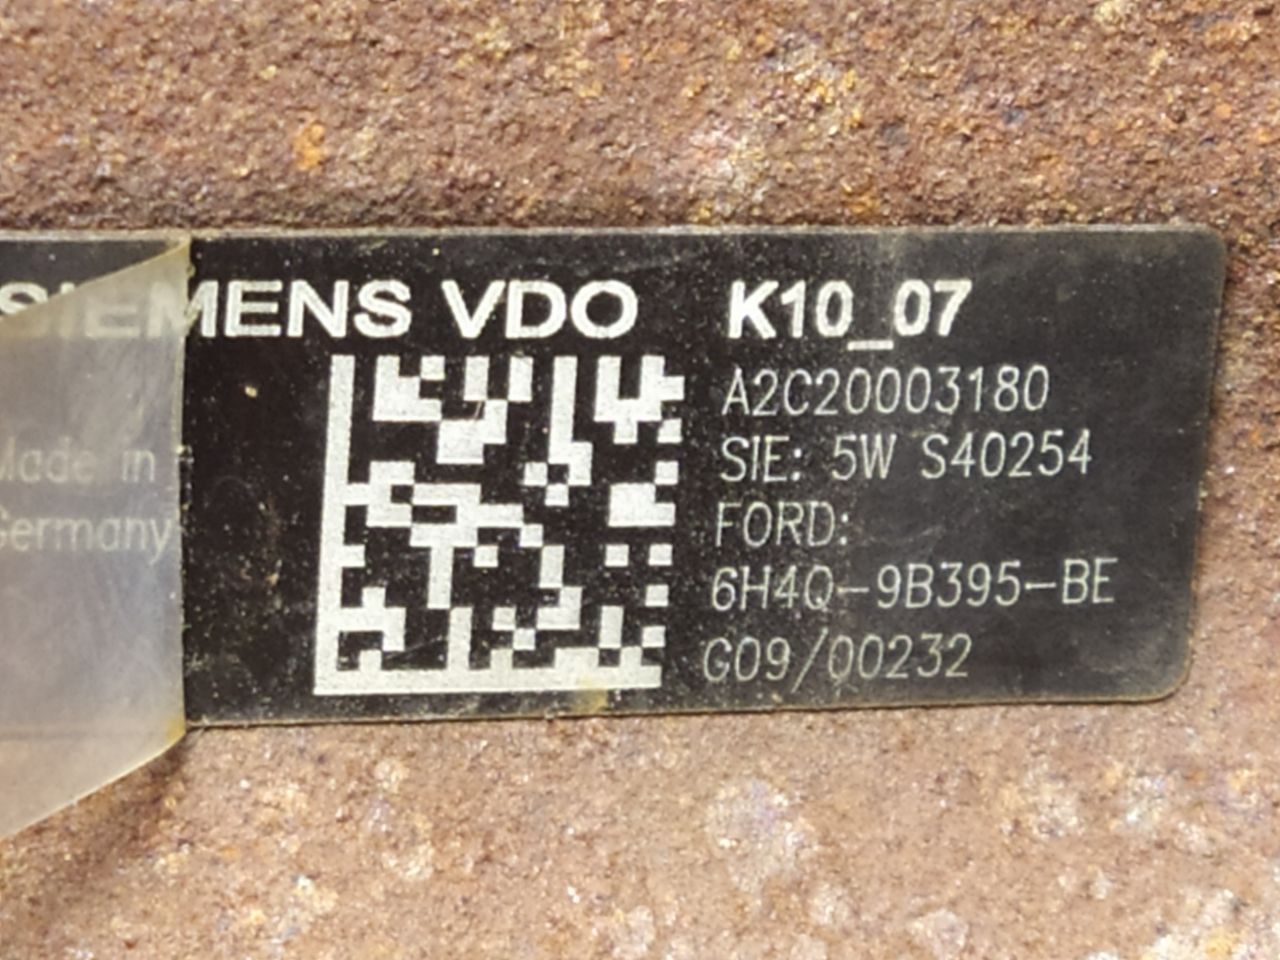 SIEMENS VDO
Made in
Germany
K10_07
A2C20003180
SIE: 5W S40254
FORD:
6H4Q-9B395-BE
G09/00232